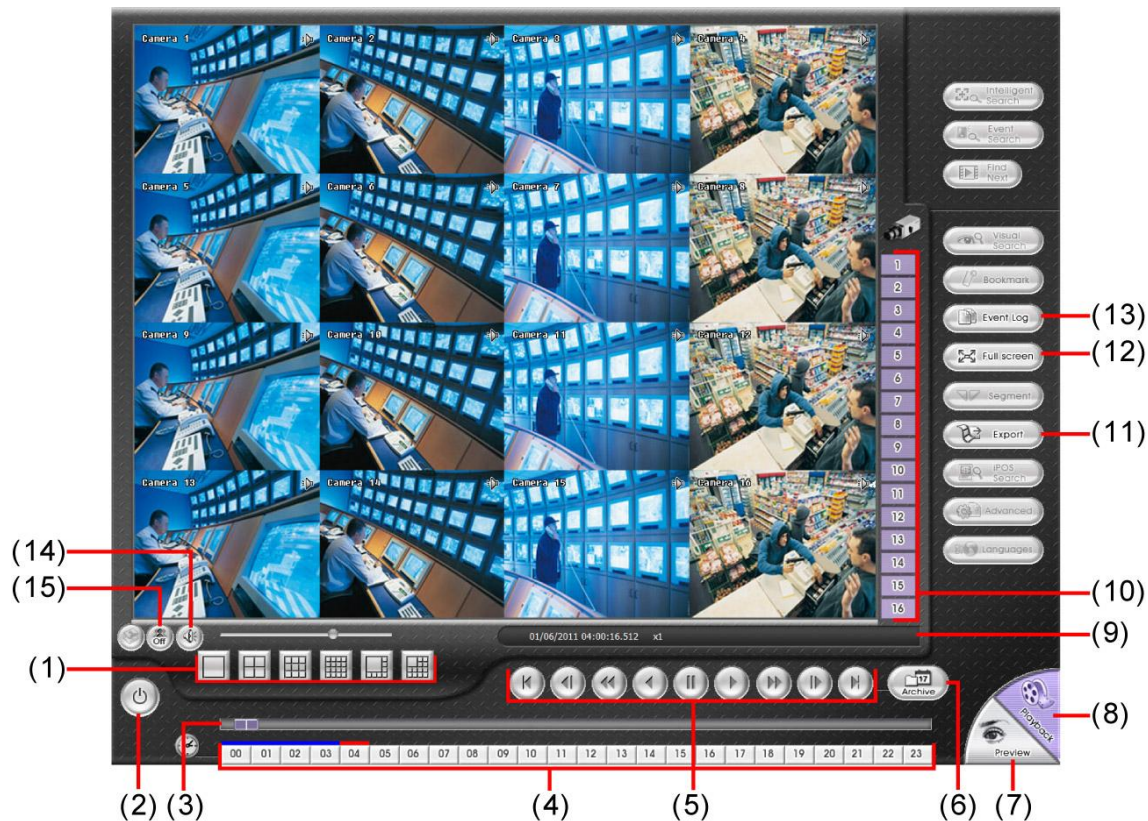 Camera 1
Camera 2
Camera 3
Camera 4
Intelligent
Search
Event
Search
Find
Next
Camera 5
Camera 6
Camera 7
Camera 8
Visual
Search
Bookmark
1
2
3
4
5
6
7
8
9
10
11
12
13
14
15
16
Event Log
(13)
Camera 9
Camera 10
Camera 11
Camera 12
Full screen
(12)
Segment
Export
(11)
iPOS
Search
Camera 13
Camera 14
Camera 15
Camera 16
Advanced
Languages
(14)
(15)
Off
(10)
01/06/2011 04:00:16.512 x1
(9)
(1)
17
Archive
Playback
(8)
Preview
00 01 02 03 04 05 06 07 08 09 10 11 12 13 14 15 16 17 18 19 20 21 22 23
(2) (3) (4) (5) (6) (7)